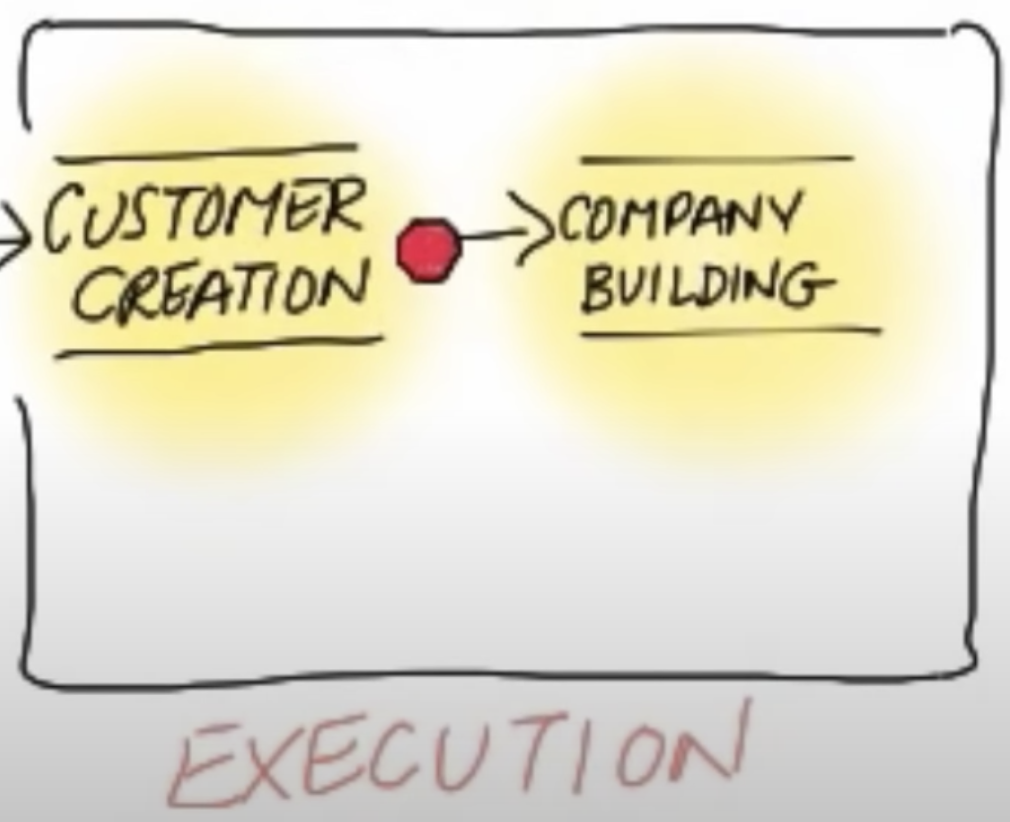 CUSTOMER
CREATION
COMPANY
BUILDING
EXECUTION